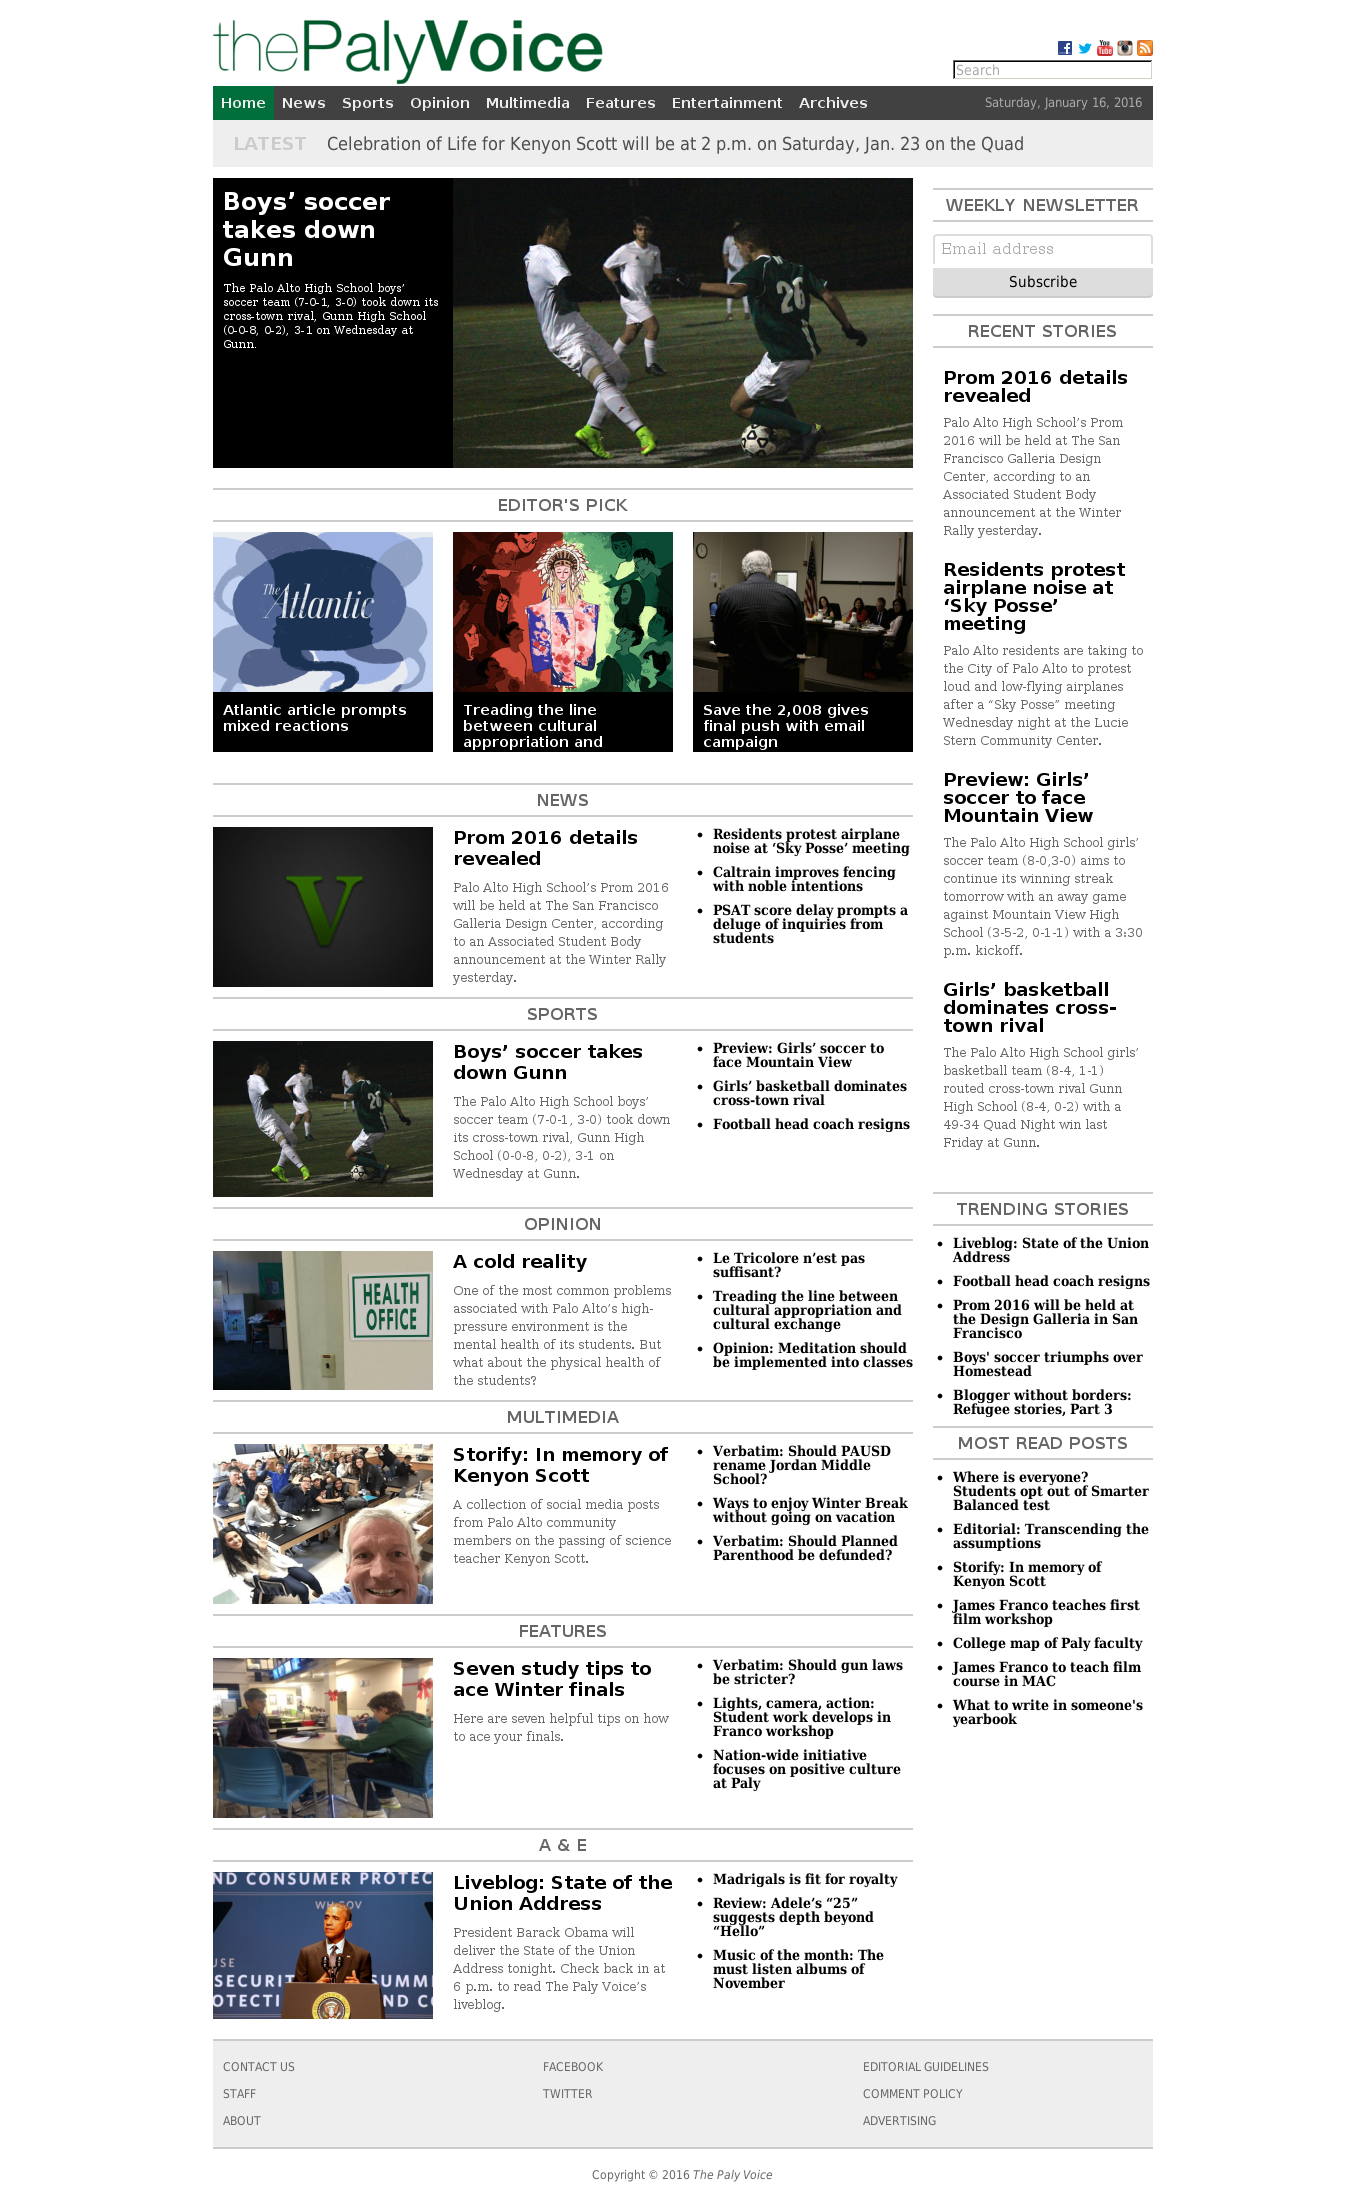 thePalyVoice
Search
Home News Sports Opinion Multimedia Features Entertainment Archives Saturday, January 16, 2016
LATEST Celebration of Life for Kenyon Scott will be at 2 p.m. on Saturday, Jan. 23 on the Quad
Boys’ soccer
takes down
Gunn
The Palo Alto High School boys’
soccer team (7-0-1, 3-0) took down its
cross-town rival, Gunn High School
(0-0-8, 0-2), 3-1 on Wednesday at
Gunn.
26
EDITOR'S PICK
The Atlantic
Atlantic article prompts
mixed reactions
Treading the line
between cultural
appropriation and
Save the 2,008 gives
final push with email
campaign
NEWS
V
Prom 2016 details
revealed
Palo Alto High School’s Prom 2016
will be held at The San Francisco
Galleria Design Center, according
to an Associated Student Body
announcement at the Winter Rally
yesterday.
Residents protest airplane
noise at ‘Sky Posse’ meeting
Caltrain improves fencing
with noble intentions
PSAT score delay prompts a
deluge of inquiries from
students
SPORTS
26
Boys’ soccer takes
down Gunn
The Palo Alto High School boys’
soccer team (7-0-1, 3-0) took down
its cross-town rival, Gunn High
School (0-0-8, 0-2), 3-1 on
Wednesday at Gunn.
Preview: Girls’ soccer to
face Mountain View
Girls’ basketball dominates
cross-town rival
Football head coach resigns
OPINION
HEALTH
OFFICE
A cold reality
One of the most common problems
associated with Palo Alto’s high-
pressure environment is the
mental health of its students. But
what about the physical health of
the students?
Le Tricolore n’est pas
suffisant?
Treading the line between
cultural appropriation and
cultural exchange
Opinion: Meditation should
be implemented into classes
MULTIMEDIA
Storify: In memory of
Kenyon Scott
A collection of social media posts
from Palo Alto community
members on the passing of science
teacher Kenyon Scott.
Verbatim: Should PAUSD
rename Jordan Middle
School?
Ways to enjoy Winter Break
without going on vacation
Verbatim: Should Planned
Parenthood be defunded?
FEATURES
Seven study tips to
ace Winter finals
Here are seven helpful tips on how
to ace your finals.
Verbatim: Should gun laws
be stricter?
Lights, camera, action:
Student work develops in
Franco workshop
Nation-wide initiative
focuses on positive culture
at Paly
A & E
ND CONSUMER PROTEC
WH.GOV
USE
SECURIT SUMM
OTECTI ND CO
Liveblog: State of the
Union Address
President Barack Obama will
deliver the State of the Union
Address tonight. Check back in at
6 p.m. to read The Paly Voice’s
liveblog.
Madrigals is fit for royalty
Review: Adele’s “25”
suggests depth beyond
“Hello”
Music of the month: The
must listen albums of
November
WEEKLY NEWSLETTER
Email address
Subscribe
RECENT STORIES
Prom 2016 details
revealed
Palo Alto High School’s Prom
2016 will be held at The San
Francisco Galleria Design
Center, according to an
Associated Student Body
announcement at the Winter
Rally yesterday.
Residents protest
airplane noise at
‘Sky Posse’
meeting
Palo Alto residents are taking to
the City of Palo Alto to protest
loud and low-flying airplanes
after a “Sky Posse” meeting
Wednesday night at the Lucie
Stern Community Center.
Preview: Girls’
soccer to face
Mountain View
The Palo Alto High School girls’
soccer team (8-0,3-0) aims to
continue its winning streak
tomorrow with an away game
against Mountain View High
School (3-5-2, 0-1-1) with a 3:30
p.m. kickoff.
Girls’ basketball
dominates cross-
town rival
The Palo Alto High School girls’
basketball team (8-4, 1-1)
routed cross-town rival Gunn
High School (8-4, 0-2) with a
49-34 Quad Night win last
Friday at Gunn.
TRENDING STORIES
Liveblog: State of the Union
Address
Football head coach resigns
Prom 2016 will be held at
the Design Galleria in San
Francisco
Boys' soccer triumphs over
Homestead
Blogger without borders:
Refugee stories, Part 3
MOST READ POSTS
Where is everyone?
Students opt out of Smarter
Balanced test
Editorial: Transcending the
assumptions
Storify: In memory of
Kenyon Scott
James Franco teaches first
film workshop
College map of Paly faculty
James Franco to teach film
course in MAC
What to write in someone's
yearbook
CONTACT US
STAFF
ABOUT
FACEBOOK
TWITTER
EDITORIAL GUIDELINES
COMMENT POLICY
ADVERTISING
Copyright © 2016 The Paly Voice